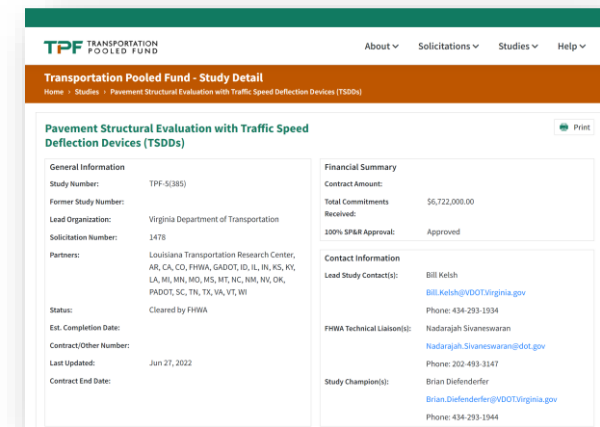 TPF TRANSPORTATION
POOLED FUND
About Solicitations Studies Help
Transportation Pooled Fund - Study Detail
Home › Studies › Pavement Structural Evaluation with Traffic Speed Deflection Devices (TSDDs)
Pavement Structural Evaluation with Traffic Speed
Deflection Devices (TSDDs)
Print
General Information
Study Number: TPF-5(385)
Former Study Number:
Lead Organization: Virginia Department of Transportation
Solicitation Number: 1478
Partners: Louisiana Transportation Research Center,
AR, CA, CO, FHWA, GADOT, ID, IL, IN, KS, KY,
LA, MI, MN, MO, MS, MT, NC, NM, NV, OK,
PADOT, SC, TN, TX, VA, VT, WI
Status: Cleared by FHWA
Est. Completion Date:
Contract/Other Number:
Last Updated: Jun 27, 2022
Contract End Date:
Financial Summary
Contract Amount:
Total Commitments $6,722,000.00
Received:
100% SP&R Approval: Approved
Contact Information
Lead Study Contact(s): Bill Kelsh
Bill.Kelsh@VDOT.Virginia.gov
Phone: 434-293-1934
FHWA Technical Liaison(s): Nadarajah Sivaneswaran
Nadarajah.Sivaneswaran@dot.gov
Phone: 202-493-3147
Study Champion(s): Brian Diefenderfer
Brian.Diefenderfer@VDOT.Virginia.gov
Phone: 434-293-1944